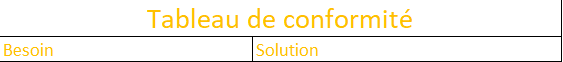 Tableau de conformité
Besoin Solution